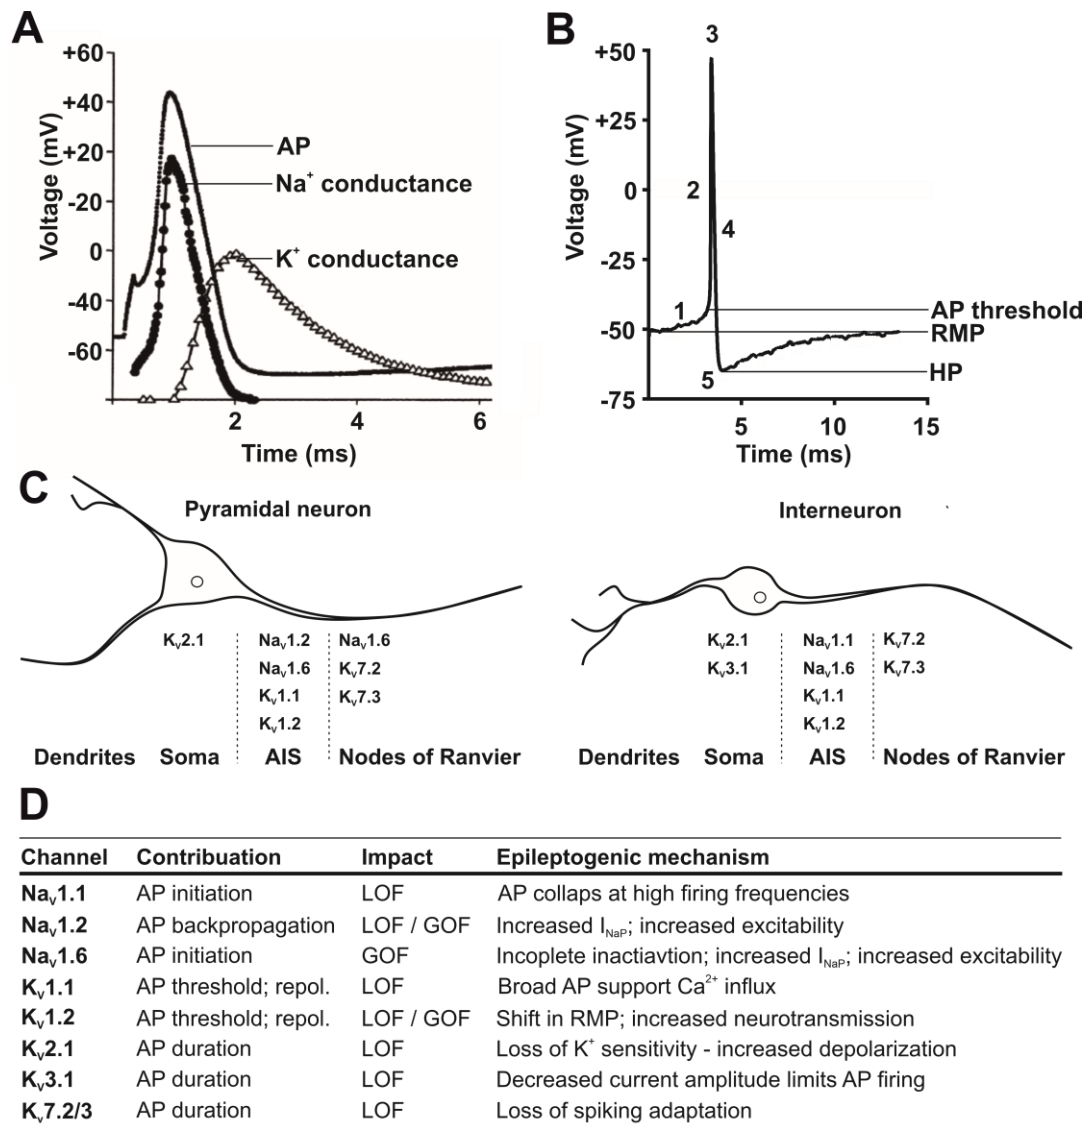 A
+60
+40
+20
-20
0
-40
-60
Voltage (mV)
AP
Na⁺ conductance
K⁺ conductance
2 4 6
Time (ms)
B
+50
+25
0
-25
-50
-75
Voltage (mV)
3
2
4
1
5
AP threshold
RMP
HP
5 10 15
Time (ms)
C
Pyramidal neuron
Kv2.1
Nav1.2
Nav1.6
Kv1.1
Kv1.2
Nav1.6
Kv7.2
Kv7.3
Dendrites Soma AIS Nodes of Ranvier
Interneuron
Kv2.1
Kv3.1
Nav1.1
Nav1.6
Kv1.1
Kv1.2
Kv7.2
Kv7.3
Dendrites Soma AIS Nodes of Ranvier
D
Channel Contribuation Impact Epileptogenic mechanism
Nav1.1 AP initiation LOF AP collaps at high firing frequencies
Nav1.2 AP backpropagation LOF / GOF Increased INaP; increased excitability
Nav1.6 AP initiation GOF Incoplete inactiavtion; increased INaP; increased excitability
Kv1.1 AP threshold; repol. LOF Broad AP support Ca²⁺ influx
Kv1.2 AP threshold; repol. LOF / GOF Shift in RMP; increased neurotransmission
Kv2.1 AP duration LOF Loss of K⁺ sensitivity - increased depolarization
Kv3.1 AP duration LOF Decreased current amplitude limits AP firing
Kv7.2/3 AP duration LOF Loss of spiking adaptation